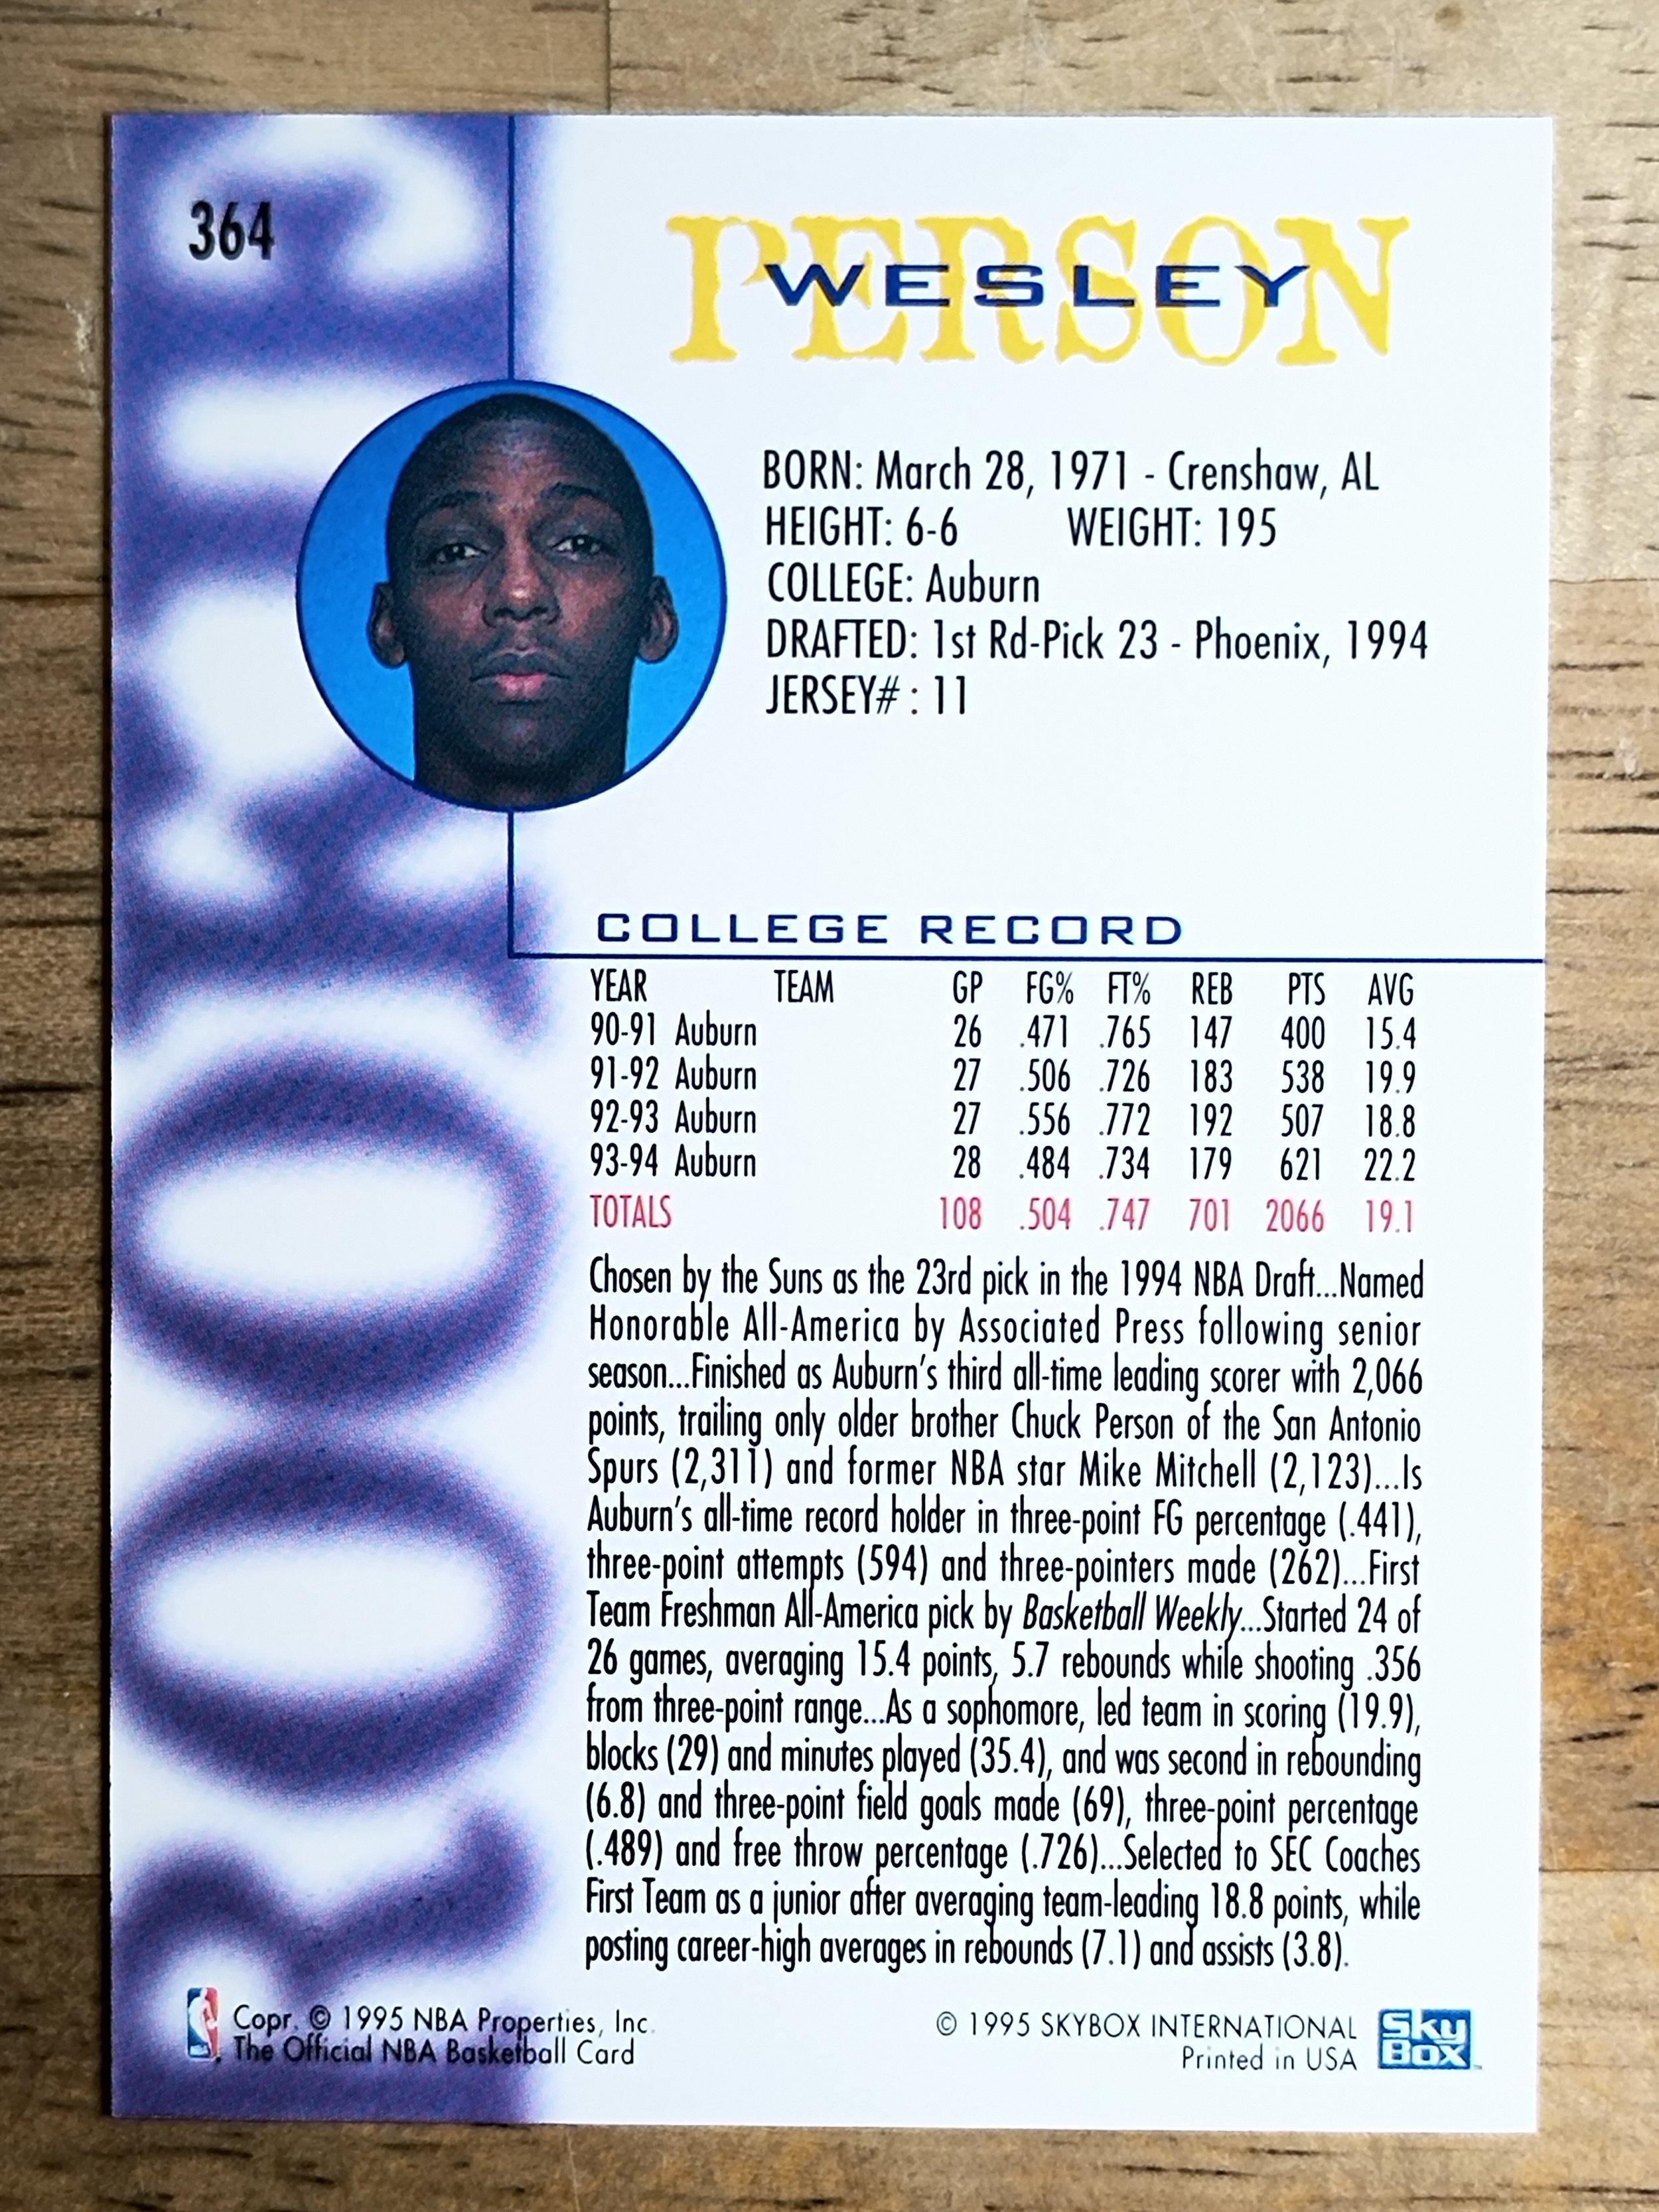 364
PERSON
WESLEY
BORN: March 28, 1971 - Crenshaw, AL
HEIGHT: 6-6 WEIGHT: 195
COLLEGE: Auburn
DRAFTED: 1st Rd-Pick 23 - Phoenix, 1994
JERSEY# : 11
ROOKIE
COLLEGE RECORD
YEAR TEAM GP FG% FT% REB PTS AVG
90-91 Auburn 26 .471 .765 147 400 15.4
91-92 Auburn 27 .506 .726 183 538 19.9
92-93 Auburn 27 .556 .772 192 507 18.8
93-94 Auburn 28 .484 .734 179 621 22.2
TOTALS 108 .504 .747 701 2066 19.1
Chosen by the Suns as the 23rd pick in the 1994 NBA Draft...Named
Honorable All-America by Associated Press following senior
season...Finished as Auburn's third all-time leading scorer with 2,066
points, trailing only older brother Chuck Person of the San Antonio
Spurs (2,311) and former NBA star Mike Mitchell (2,123)...Is
Auburn's all-time record holder in three-point FG percentage (.441),
three-point attempts (594) and three-pointers made (262)...First
Team Freshman All-America pick by Basketball Weekly...Started 24 of
26 games, averaging 15.4 points, 5.7 rebounds while shooting .356
from three-point range...As a sophomore, led team in scoring (19.9),
blocks (29) and minutes played (35.4), and was second in rebounding
(6.8) and three-point field goals made (69), three-point percentage
(.489) and free throw percentage (.726)...Selected to SEC Coaches
First Team as a junior after averaging team-leading 18.8 points, while
posting career-high averages in rebounds (7.1) and assists (3.8).
Copr. © 1995 NBA Properties, Inc.
The Official NBA Basketball Card
© 1995 SKYBOX INTERNATIONAL
Printed in USA
Sky
Box